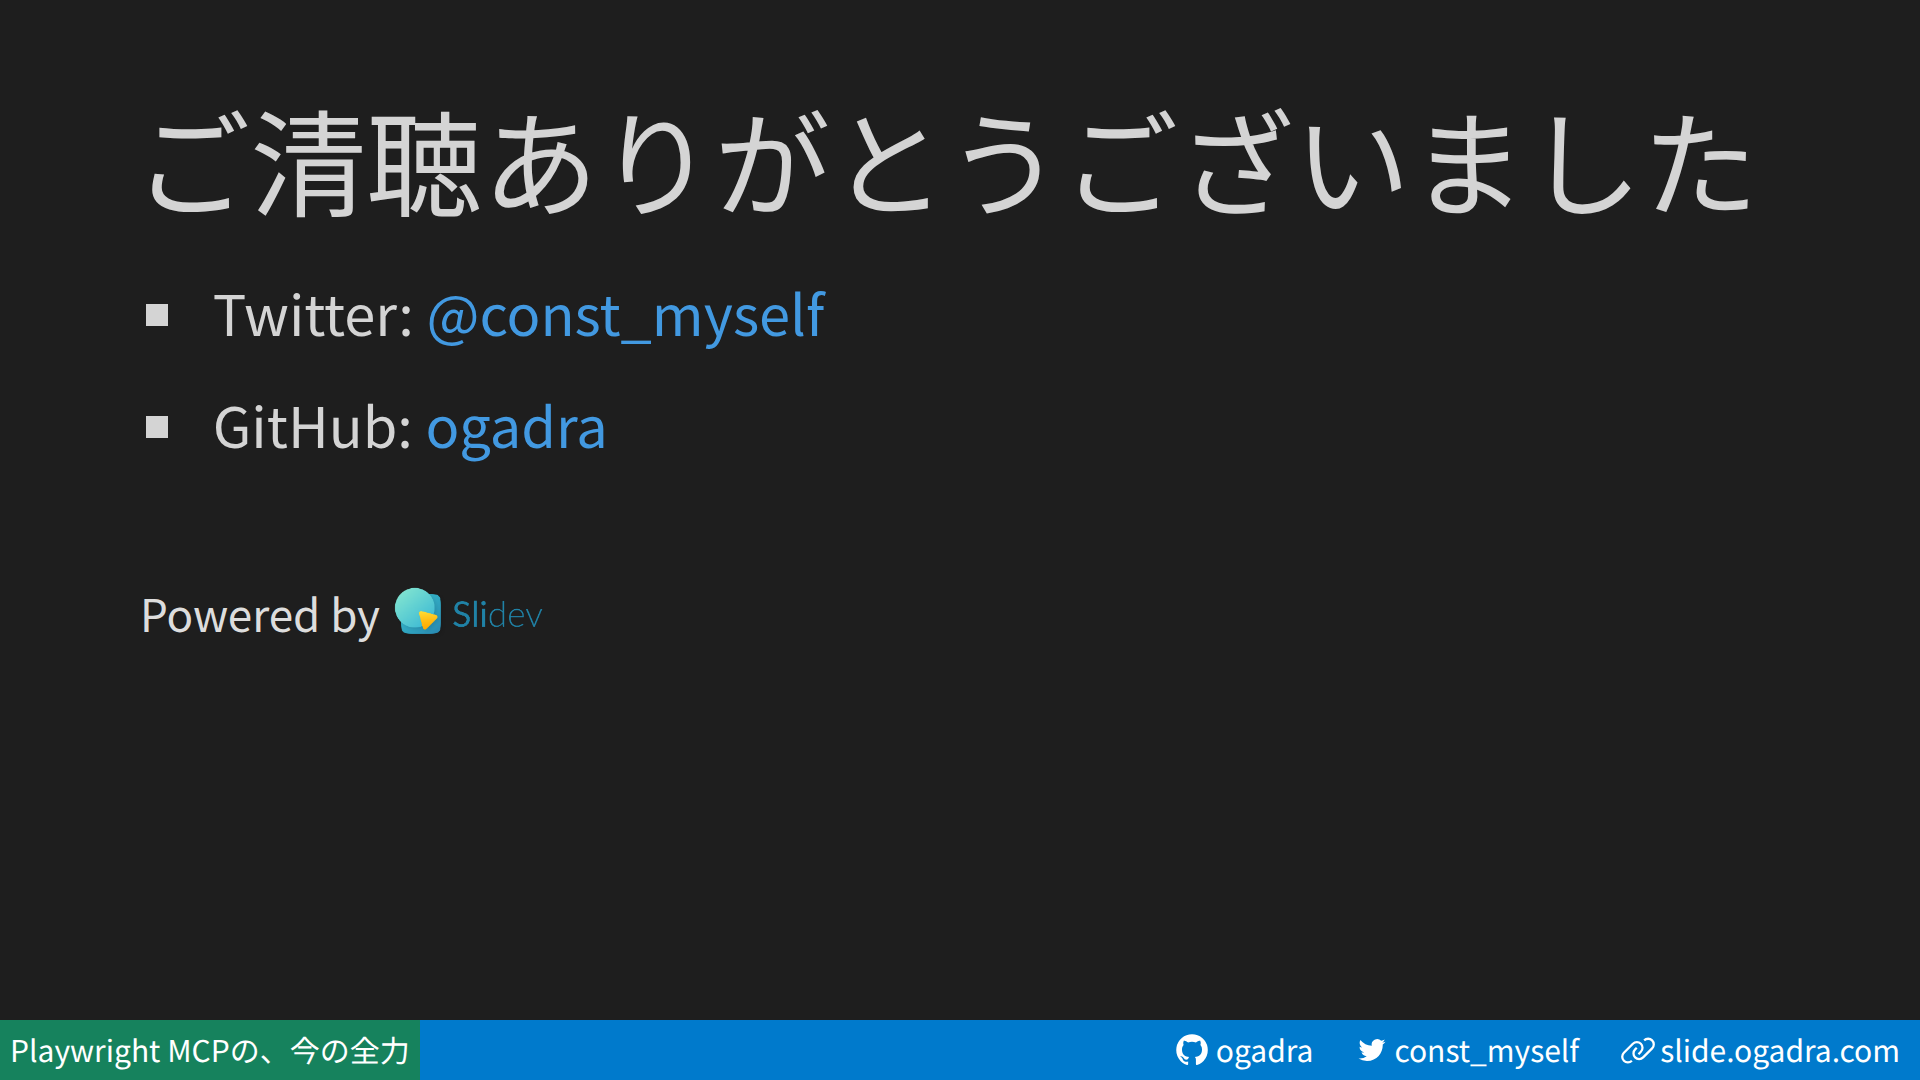 ご清聴ありがとうございました
Twitter: @const_myself
GitHub: ogadra
Powered by Slidev
Playwright MCPの、今の全力
ogadra
const_myself
slide.ogadra.com